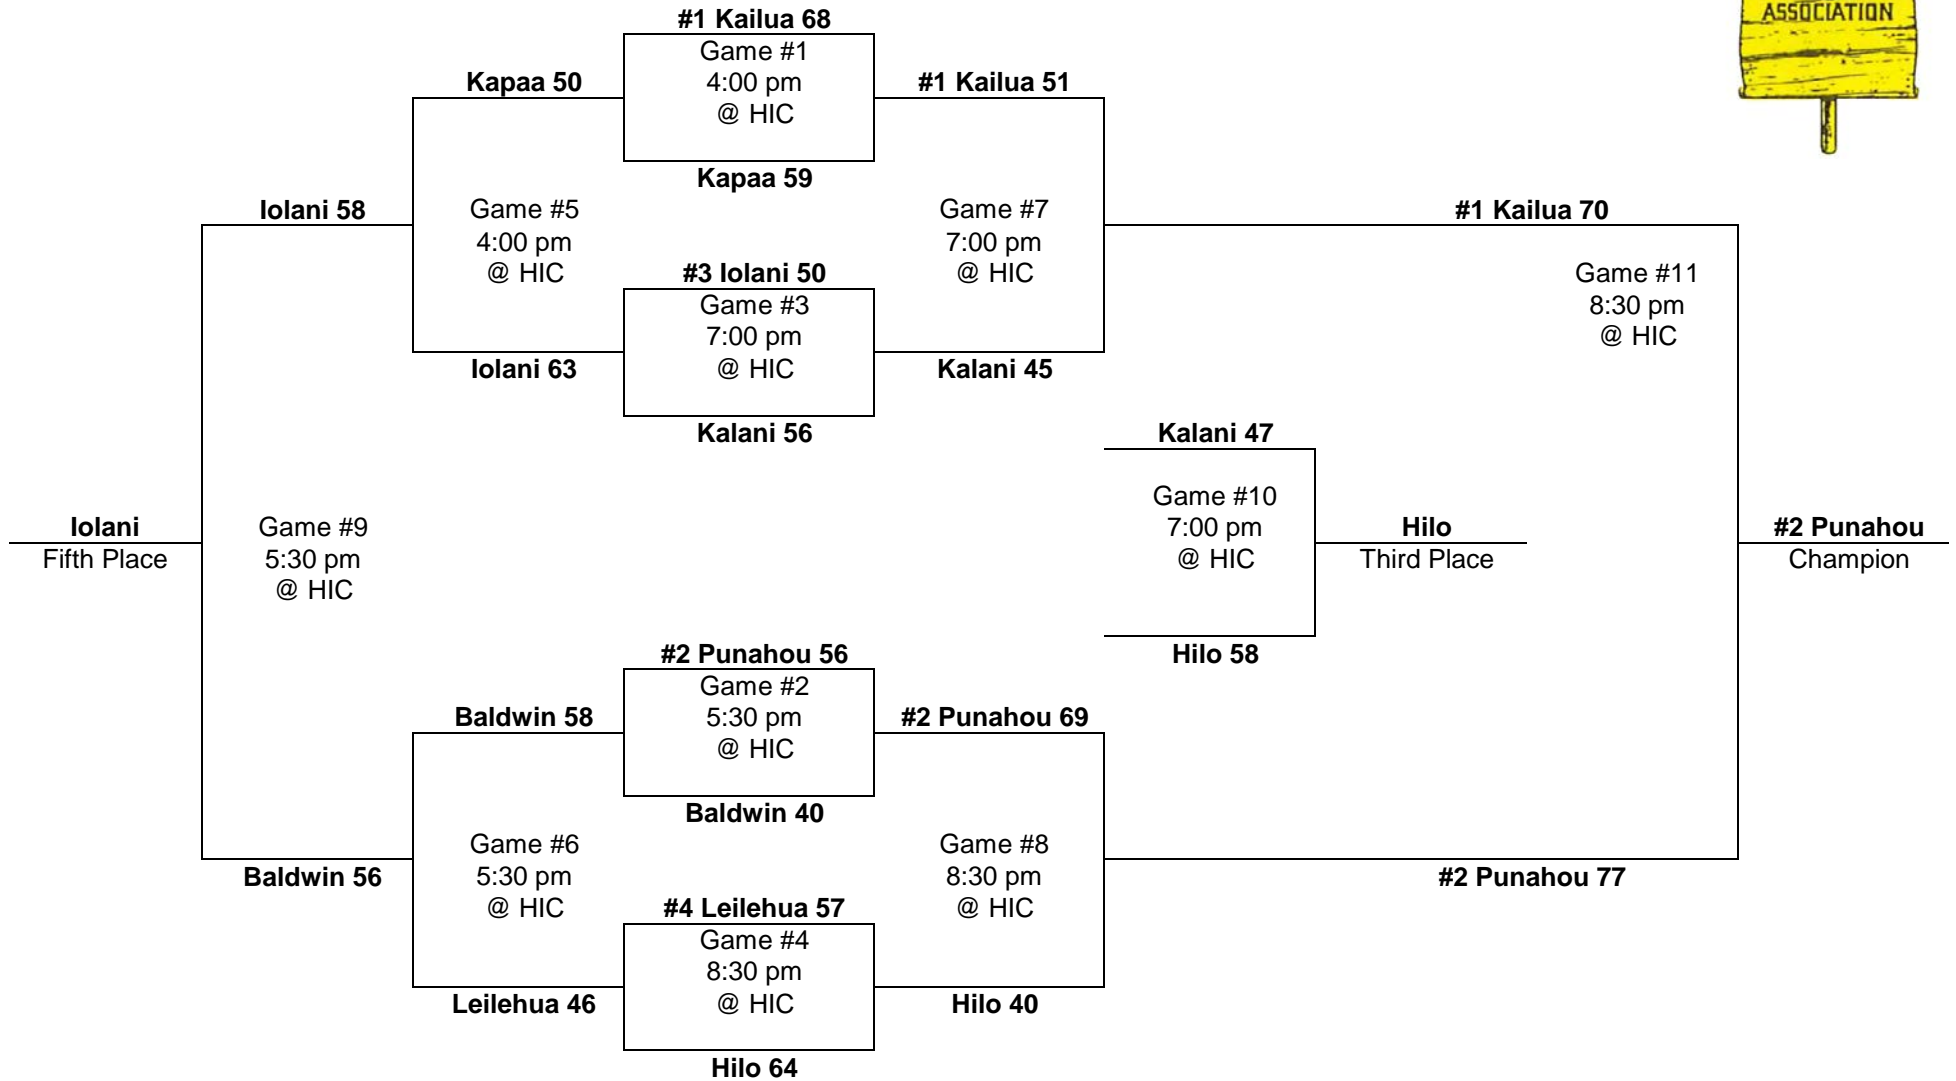 ASSOCIATION
#1 Kailua 68
Game #1
4:00 pm
@ HIC
Kapaa 59
Kapaa 50
#1 Kailua 51
Iolani 58
Game #5
4:00 pm
@ HIC
Game #7
7:00 pm
@ HIC
#1 Kailua 70
#3 Iolani 50
Game #3
7:00 pm
@ HIC
Kalani 56
Iolani 63
Kalani 45
Game #11
8:30 pm
@ HIC
Kalani 47
Game #10
7:00 pm
@ HIC
Hilo 58
Iolani
Fifth Place
Game #9
5:30 pm
@ HIC
Hilo
Third Place
#2 Punahou
Champion
#2 Punahou 56
Game #2
5:30 pm
@ HIC
Baldwin 40
Baldwin 58
#2 Punahou 69
Baldwin 56
Game #6
5:30 pm
@ HIC
Game #8
8:30 pm
@ HIC
#2 Punahou 77
#4 Leilehua 57
Game #4
8:30 pm
@ HIC
Hilo 64
Leilehua 46
Hilo 40